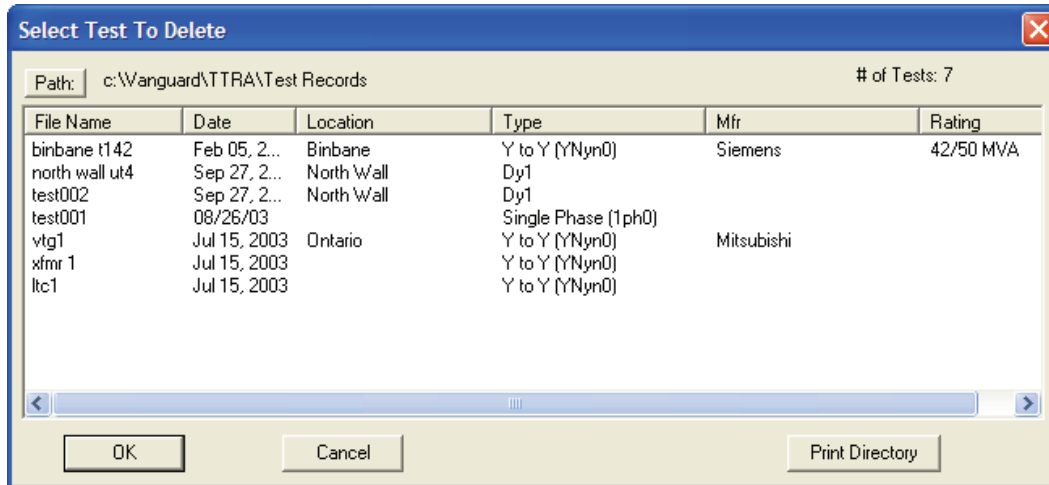 Select Test To Delete
Path: c:\Vanguard\TTRA\Test Records # of Tests: 7
File Name Date Location Type Mfr Rating
binbane t142 Feb 05, 2... Binbane Y to Y (YNyn0) Siemens 42/50 MVA
north wall ut4 Sep 27, 2... North Wall Dy1
test002 Sep 27, 2... North Wall Dy1
test001 08/26/03 Single Phase (1ph0)
vtg1 Jul 15, 2003 Ontario Y to Y (YNyn0) Mitsubishi
xfmr 1 Jul 15, 2003 Y to Y (YNyn0)
ltc1 Jul 15, 2003 Y to Y (YNyn0)
OK Cancel Print Directory